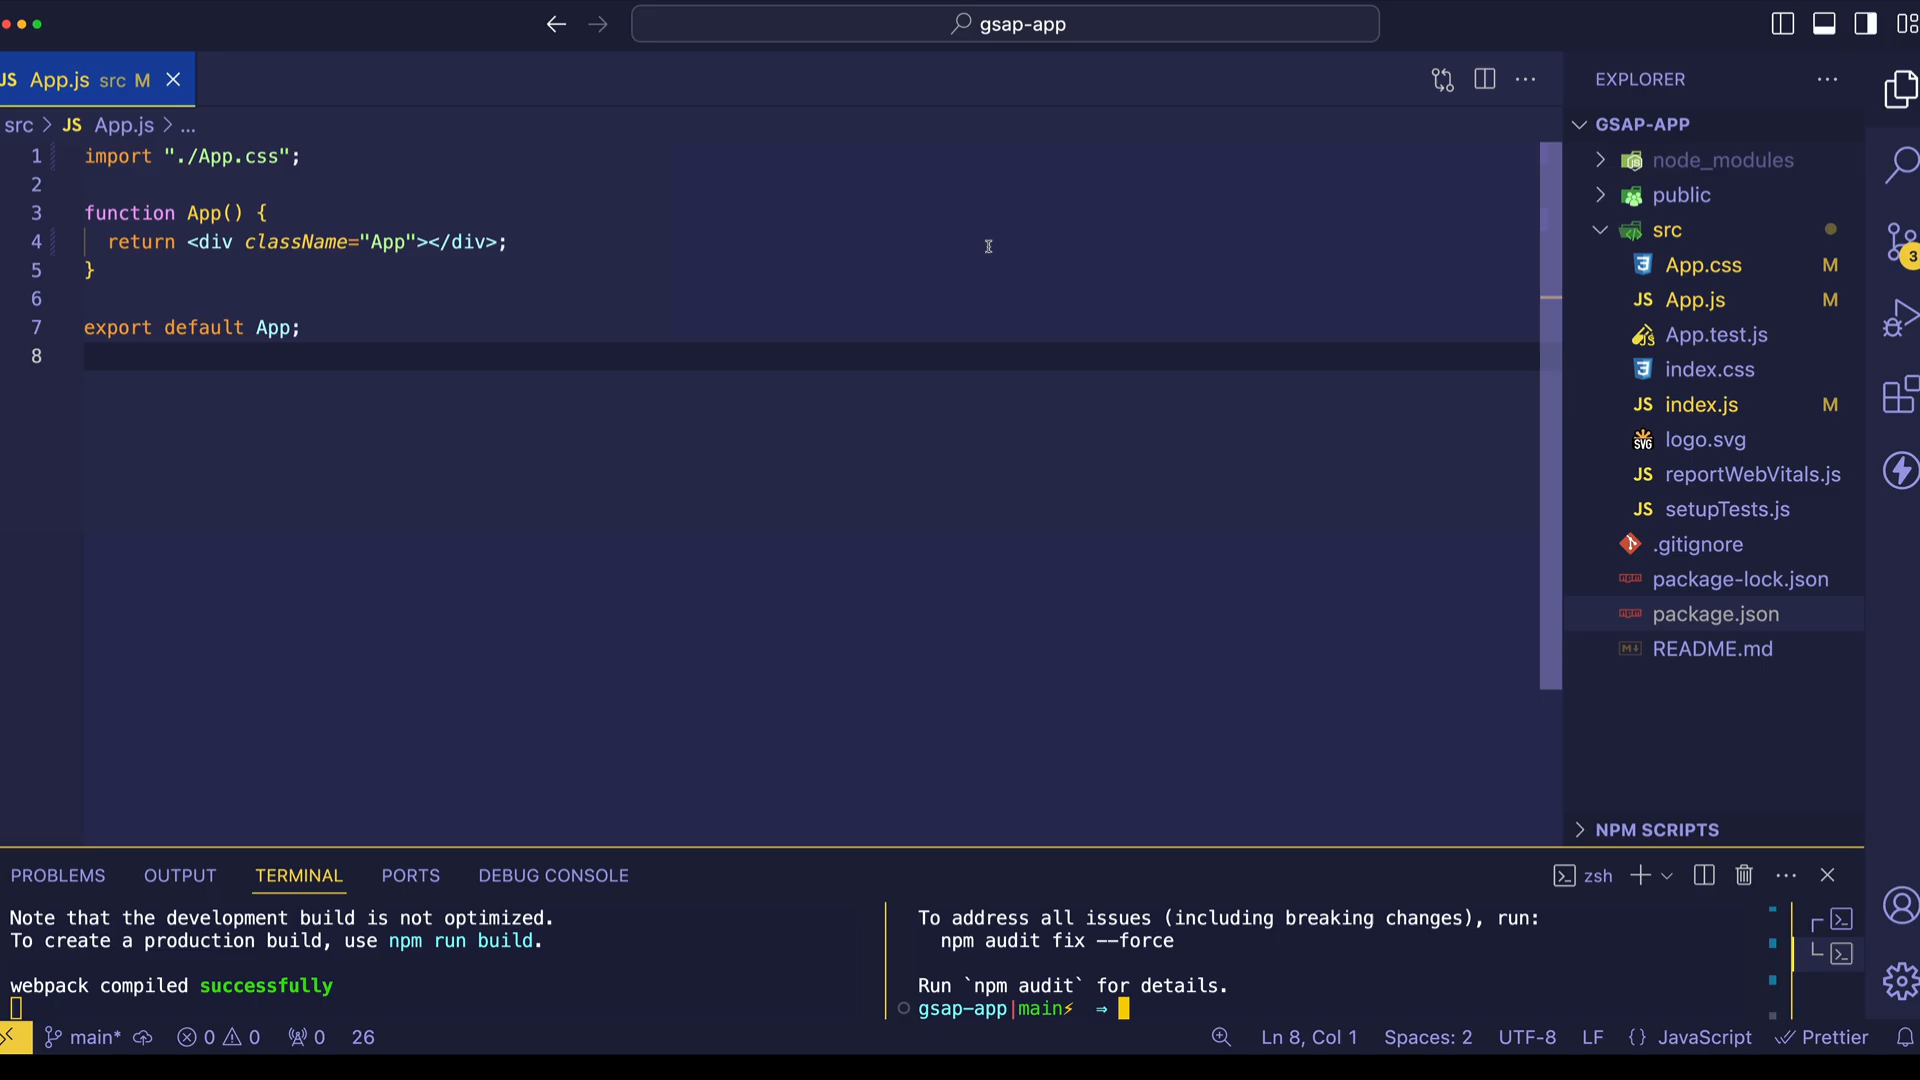 gsap-app
JS App.js src M
src > JS App.js > ...
1 import "./App.css";
2
3 function App() {
4 return <div className="App"></div>;
5 }
6
7 export default App;
8
EXPLORER
GSAP-APP
node_modules
public
src
App.css M
JS App.js M
App.test.js
index.css
JS index.js M
SVG logo.svg
JS reportWebVitals.js
JS setupTests.js
.gitignore
package-lock.json
package.json
README.md
NPM SCRIPTS
3
PROBLEMS OUTPUT TERMINAL PORTS DEBUG CONSOLE
zsh
Note that the development build is not optimized.
To create a production build, use npm run build.
webpack compiled successfully
To address all issues (including breaking changes), run:
npm audit fix --force
Run `npm audit` for details.
gsap-app|main⚡ ⇒
main* 0 0 0 26
Ln 8, Col 1 Spaces: 2 UTF-8 LF {} JavaScript Prettier